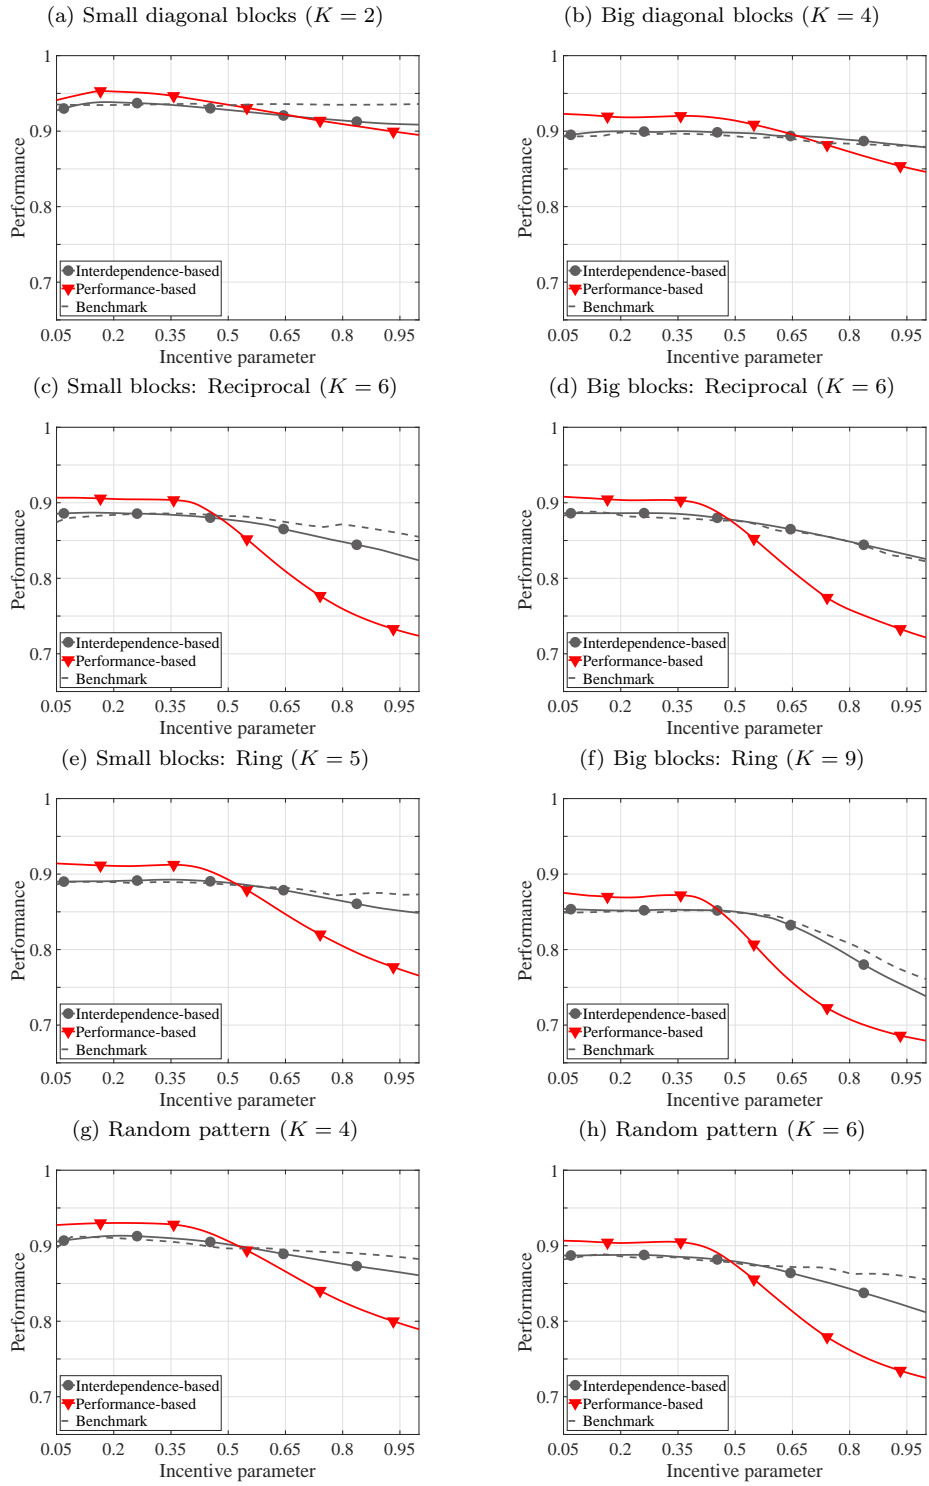 (a) Small diagonal blocks (K = 2)
1
0.9
0.8
0.7
Performance
Interdependence-based
Performance-based
Benchmark
0.05 0.2 0.35 0.5 0.65 0.8 0.95
Incentive parameter
(b) Big diagonal blocks (K = 4)
1
0.9
0.8
0.7
Performance
Interdependence-based
Performance-based
Benchmark
0.05 0.2 0.35 0.5 0.65 0.8 0.95
Incentive parameter
(c) Small blocks: Reciprocal (K = 6)
1
0.9
0.8
0.7
Performance
Interdependence-based
Performance-based
Benchmark
0.05 0.2 0.35 0.5 0.65 0.8 0.95
Incentive parameter
(d) Big blocks: Reciprocal (K = 6)
1
0.9
0.8
0.7
Performance
Interdependence-based
Performance-based
Benchmark
0.05 0.2 0.35 0.5 0.65 0.8 0.95
Incentive parameter
(e) Small blocks: Ring (K = 5)
1
0.9
0.8
0.7
Performance
Interdependence-based
Performance-based
Benchmark
0.05 0.2 0.35 0.5 0.65 0.8 0.95
Incentive parameter
(f) Big blocks: Ring (K = 9)
1
0.9
0.8
0.7
Performance
Interdependence-based
Performance-based
Benchmark
0.05 0.2 0.35 0.5 0.65 0.8 0.95
Incentive parameter
(g) Random pattern (K = 4)
1
0.9
0.8
0.7
Performance
Interdependence-based
Performance-based
Benchmark
0.05 0.2 0.35 0.5 0.65 0.8 0.95
Incentive parameter
(h) Random pattern (K = 6)
1
0.9
0.8
0.7
Performance
Interdependence-based
Performance-based
Benchmark
0.05 0.2 0.35 0.5 0.65 0.8 0.95
Incentive parameter